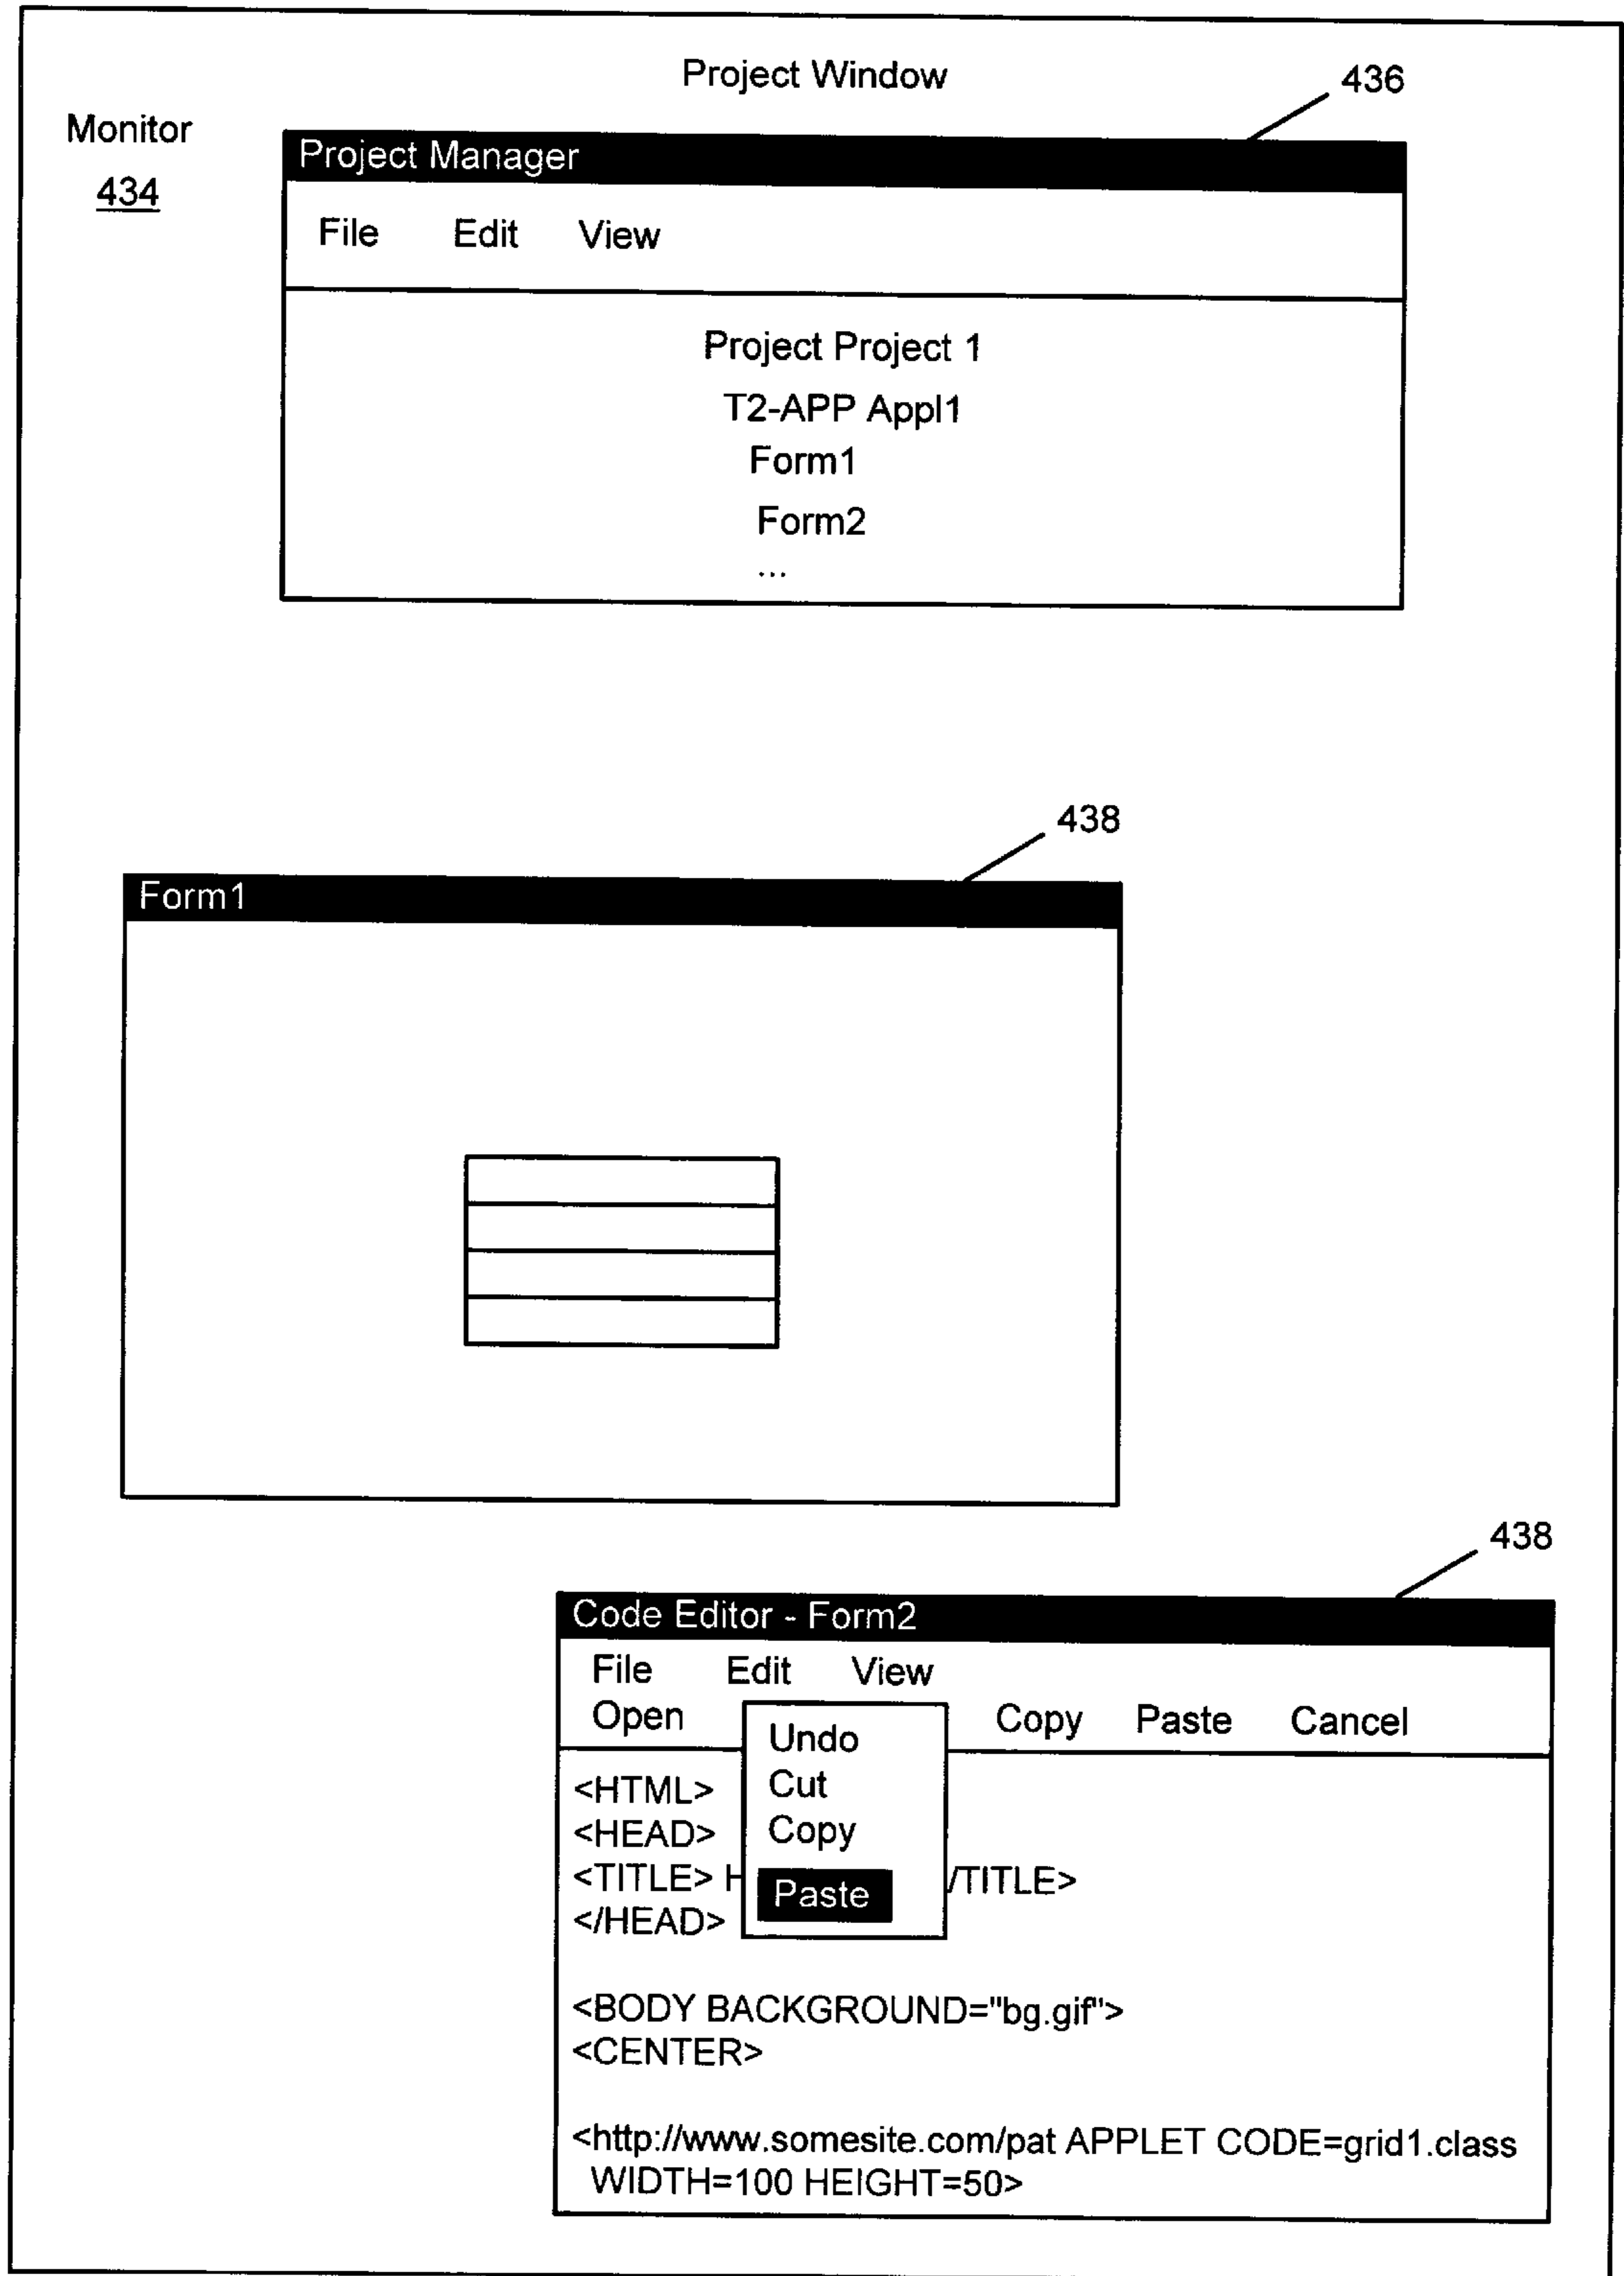 Project Window
436
Monitor
434
Project Manager
File Edit View
Project Project 1
T2-APP Appl1
Form1
Form2
...
438
Form1
438
Code Editor - Form2
File Edit View
Open Copy Paste Cancel
Undo
Cut
Copy
Paste
<HTML>
<HEAD>
<TITLE> H /TITLE>
</HEAD>
<BODY BACKGROUND="bg.gif">
<CENTER>
<http://www.somesite.com/pat APPLET CODE=grid1.class
WIDTH=100 HEIGHT=50>